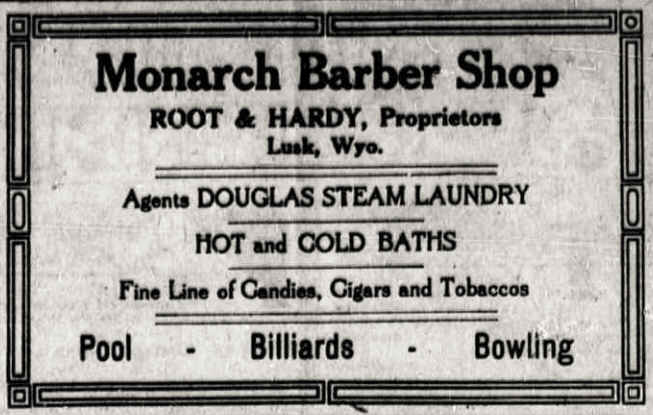 Monarch Barber Shop
ROOT & HARDY, Proprietors
Lusk, Wyo.
Agents DOUGLAS STEAM LAUNDRY
HOT and COLD BATHS
Fine Line of Candies, Cigars and Tobaccos
Pool - Billiards - Bowling